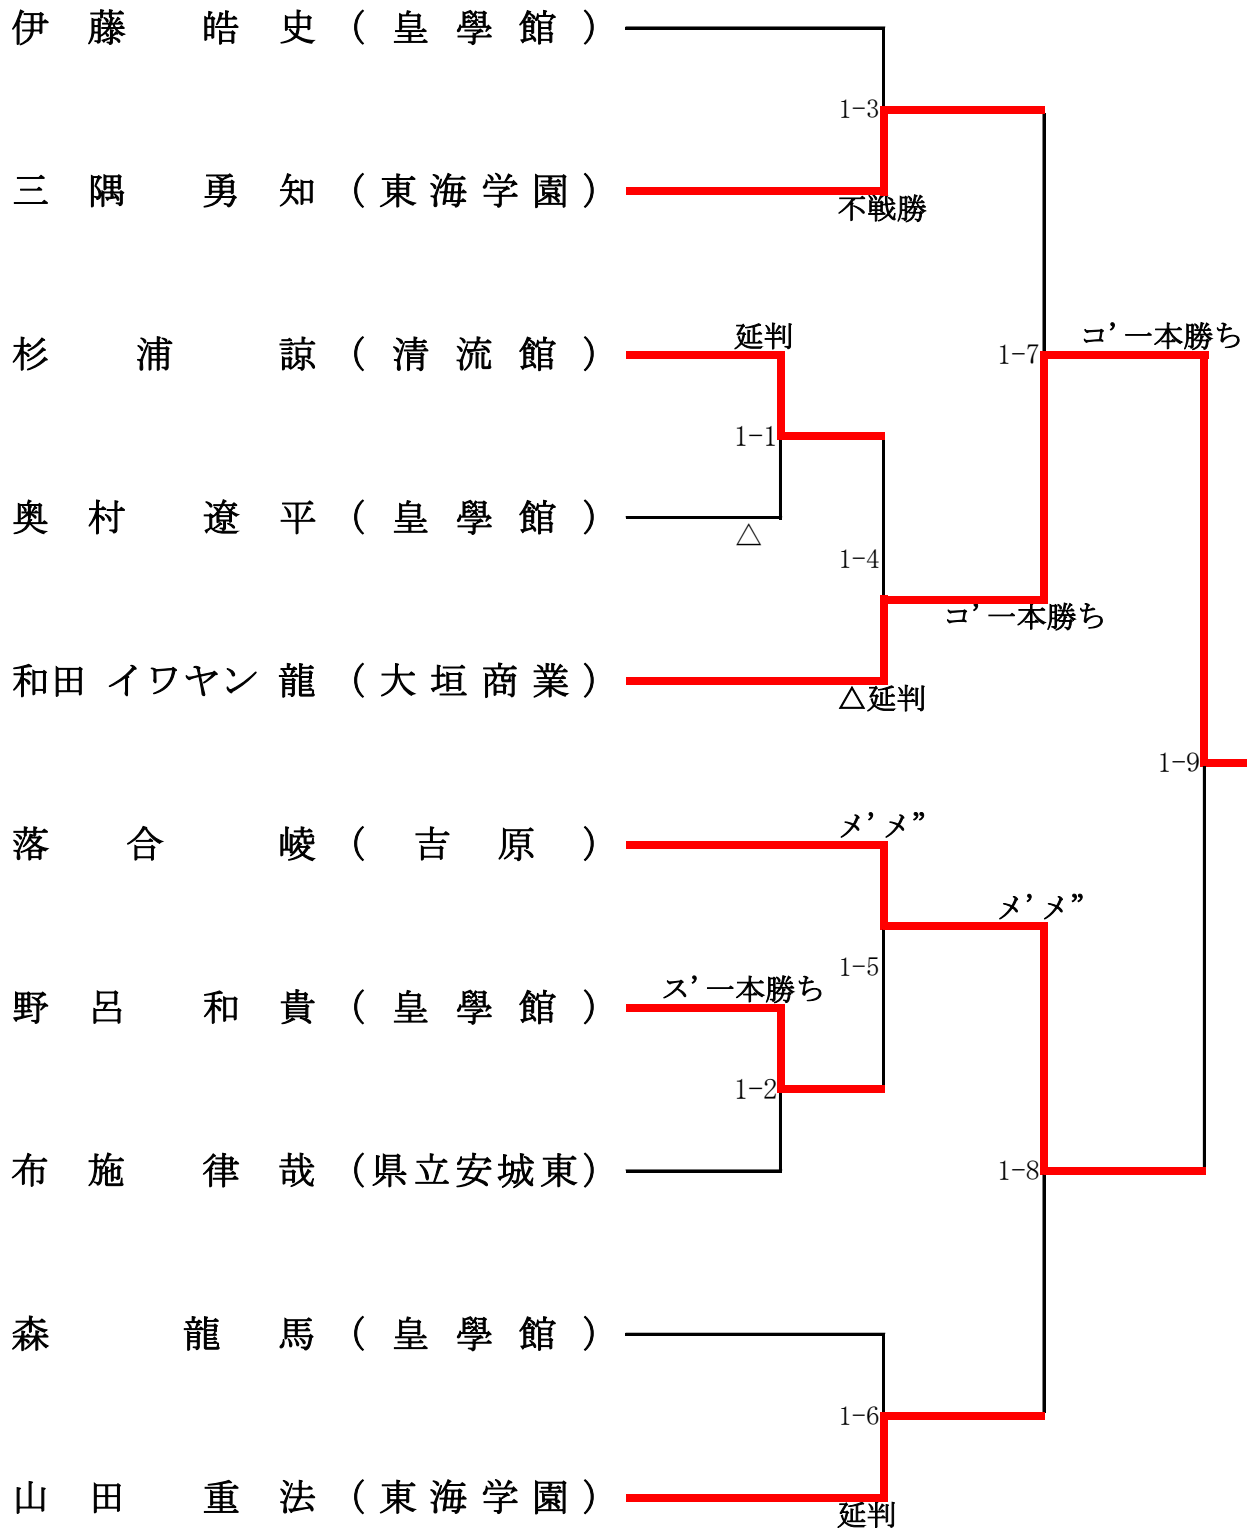 伊藤 皓史 (皇學館)
1-3
三隅 勇知 (東海学園)
不戦勝
延判
コ’一本勝ち
杉浦 諒 (清流館)
1-7
1-1
奥村 遼平 (皇學館)
△
1-4
コ’一本勝ち
和田 イワヤン 龍 (大垣商業)
△延判
1-9
メ’メ”
落合 崚 (吉原)
メ’メ”
1-5
ス’一本勝ち
野呂 和貴 (皇學館)
1-2
布施 律哉 (県立安城東)
1-8
森 龍馬 (皇學館)
1-6
山田 重法 (東海学園)
延判